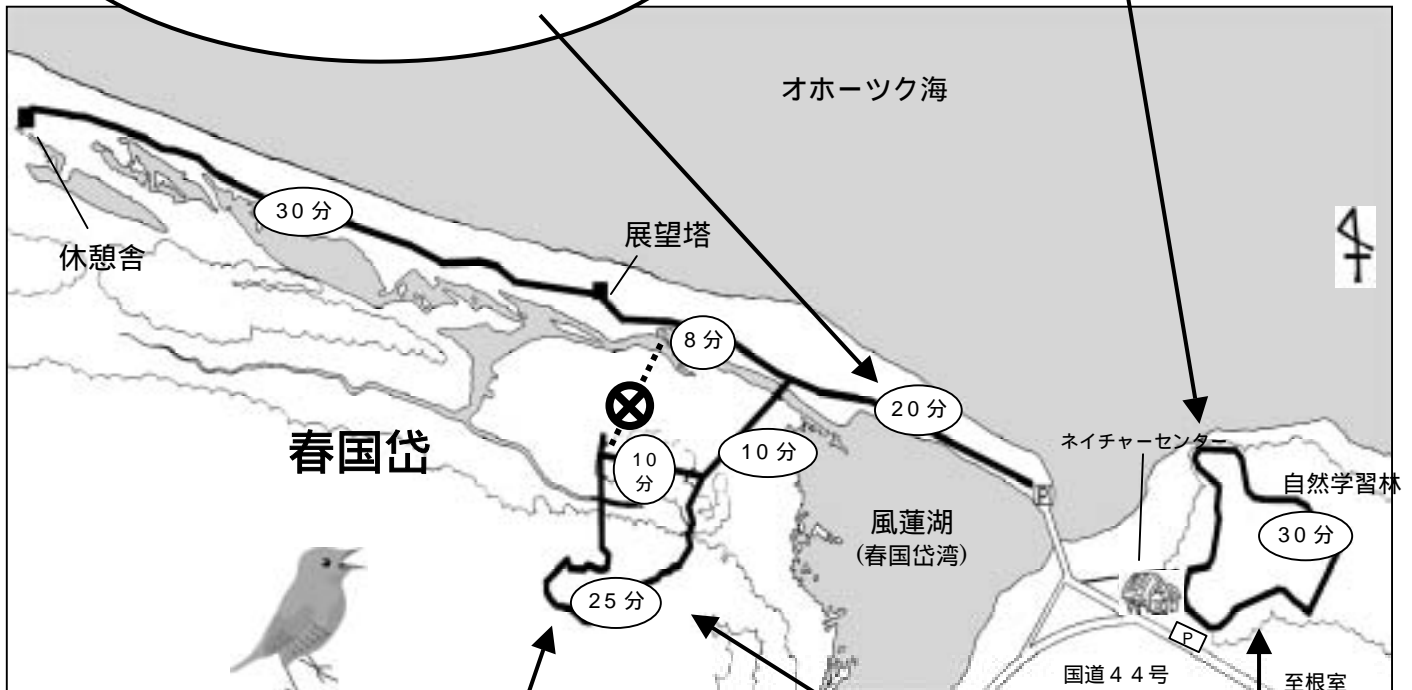 オホーツク海
30分
休憩舎
展望塔
8分
20分
ネイチャーセンター
春国岱
10
分
10分
自然学習林
P
風蓮湖
(春国岱湾)
30分
25分
P
国道44号
至根室